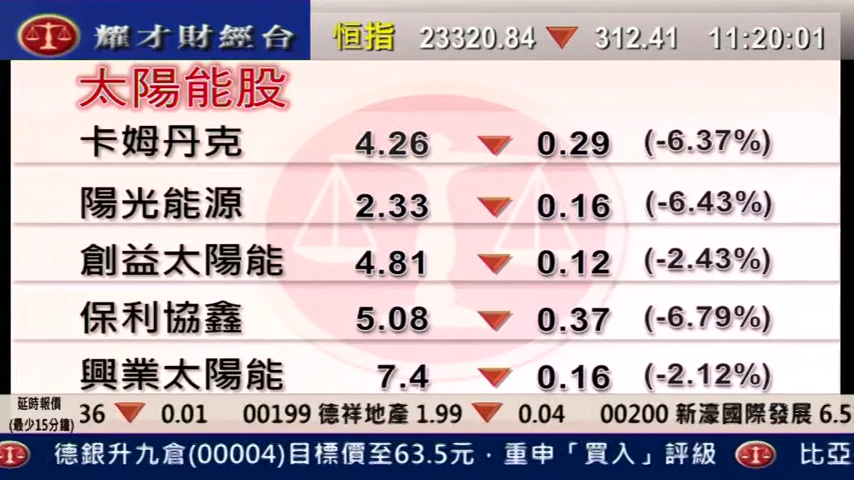 耀才財經台 恒指 23320.84 ▼ 312.41 11:20:01
太陽能股
卡姆丹克 4.26 ▼ 0.29 (-6.37%)
陽光能源 2.33 ▼ 0.16 (-6.43%)
創益太陽能 4.81 ▼ 0.12 (-2.43%)
保利協鑫 5.08 ▼ 0.37 (-6.79%)
興業太陽能 7.4 ▼ 0.16 (-2.12%)
延時報價
(最少15分鐘) 36 ▼ 0.01 00199 德祥地產 1.99 ▼ 0.04 00200 新濠國際發展 6.5
德銀升九倉(00004)目標價至63.5元．重申「買入」評級 比亞